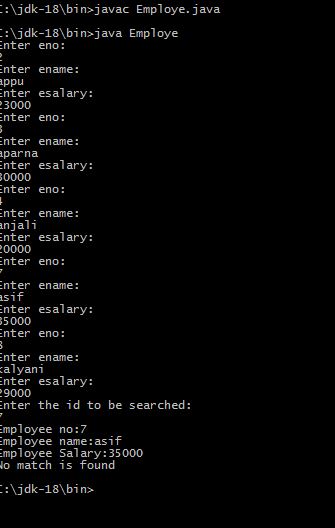 :\jdk-18\bin>javac Employe.java
:\jdk-18\bin>java Employe
Enter eno:
2
Enter ename:
appu
Enter esalary:
23000
Enter eno:
3
Enter ename:
aparna
Enter esalary:
30000
Enter eno:
4
Enter ename:
anjali
Enter esalary:
20000
Enter eno:
7
Enter ename:
asif
Enter esalary:
35000
Enter eno:
8
Enter ename:
kalyani
Enter esalary:
29000
Enter the id to be searched:
7
Employee no:7
Employee name:asif
Employee Salary:35000
No match is found
:\jdk-18\bin>